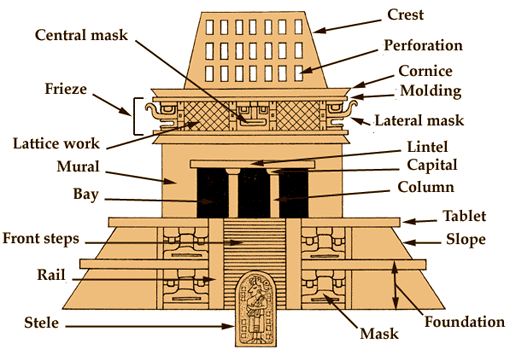 Crest
Central mask
Perforation
Cornice
Frieze
Molding
Lateral mask
Lattice work
Lintel
Mural
Capital
Bay
Column
Tablet
Front steps
Slope
Rail
Stele
Mask
Foundation